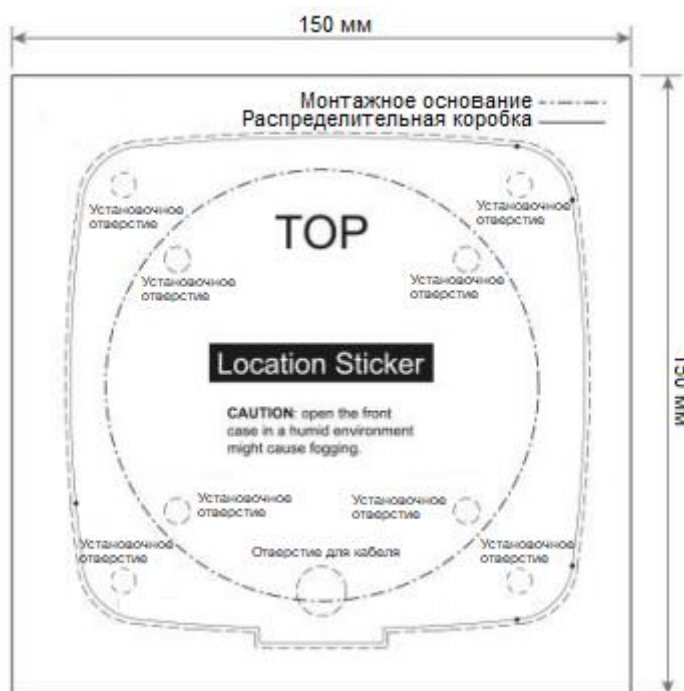 150 мм
Монтажное основание
Распределительная коробка
Установочное
отверстие
Установочное
отверстие
TOP
Установочное
отверстие
Установочное
отверстие
150 мм
Location Sticker
CAUTION: open the front
case in a humid environment
might cause fogging.
Установочное
отверстие
Установочное
отверстие
Установочное
отверстие
Отверстие для кабеля
Установочное
отверстие